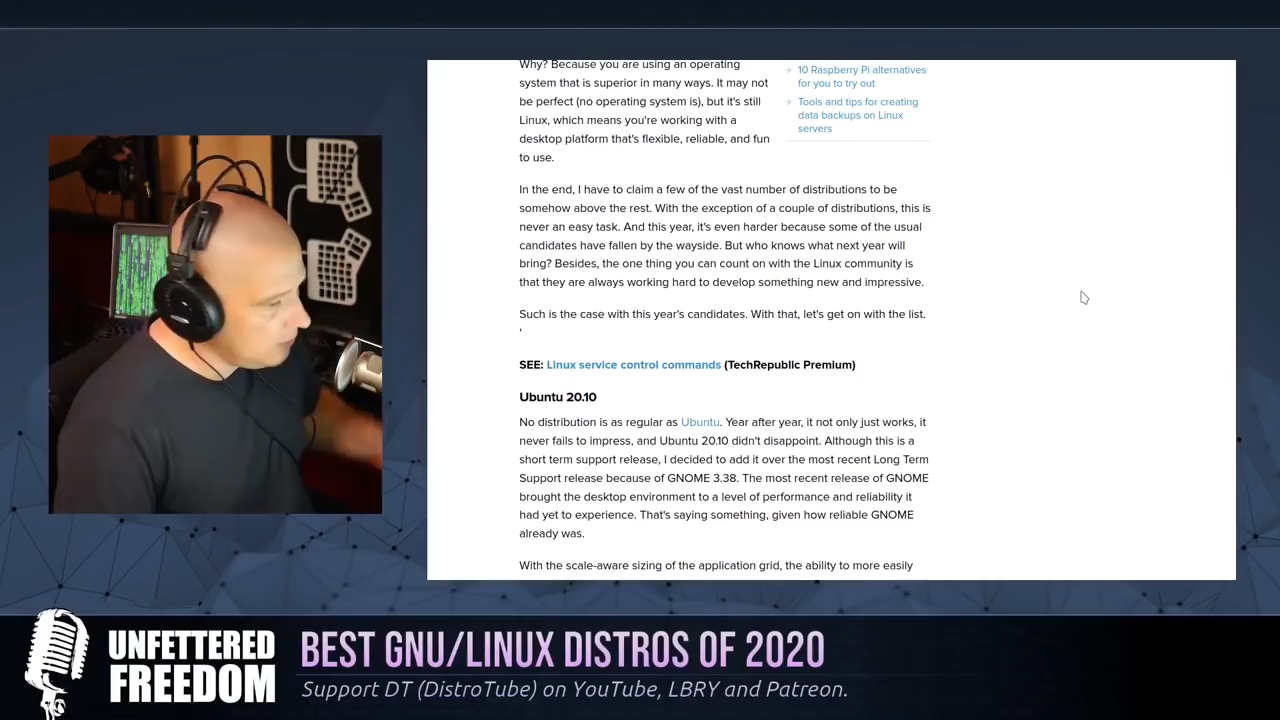 Why? Because you are using an operating
system that is superior in many ways. It may not
be perfect (no operating system is), but it's still
Linux, which means you're working with a
desktop platform that's flexible, reliable, and fun
to use.
10 Raspberry Pi alternatives
for you to try out
Tools and tips for creating
data backups on Linux
servers
In the end, I have to claim a few of the vast number of distributions to be
somehow above the rest. With the exception of a couple of distributions, this is
never an easy task. And this year, it's even harder because some of the usual
candidates have fallen by the wayside. But who knows what next year will
bring? Besides, the one thing you can count on with the Linux community is
that they are always working hard to develop something new and impressive.
Such is the case with this year's candidates. With that, let's get on with the list.
'
SEE: Linux service control commands (TechRepublic Premium)
Ubuntu 20.10
No distribution is as regular as Ubuntu. Year after year, it not only just works, it
never fails to impress, and Ubuntu 20.10 didn't disappoint. Although this is a
short term support release, I decided to add it over the most recent Long Term
Support release because of GNOME 3.38. The most recent release of GNOME
brought the desktop environment to a level of performance and reliability it
had yet to experience. That's saying something, given how reliable GNOME
already was.
With the scale-aware sizing of the application grid, the ability to more easily
UNFETTERED
FREEDOM
BEST GNU/LINUX DISTROS OF 2020
Support DT (DistroTube) on YouTube, LBRY and Patreon.